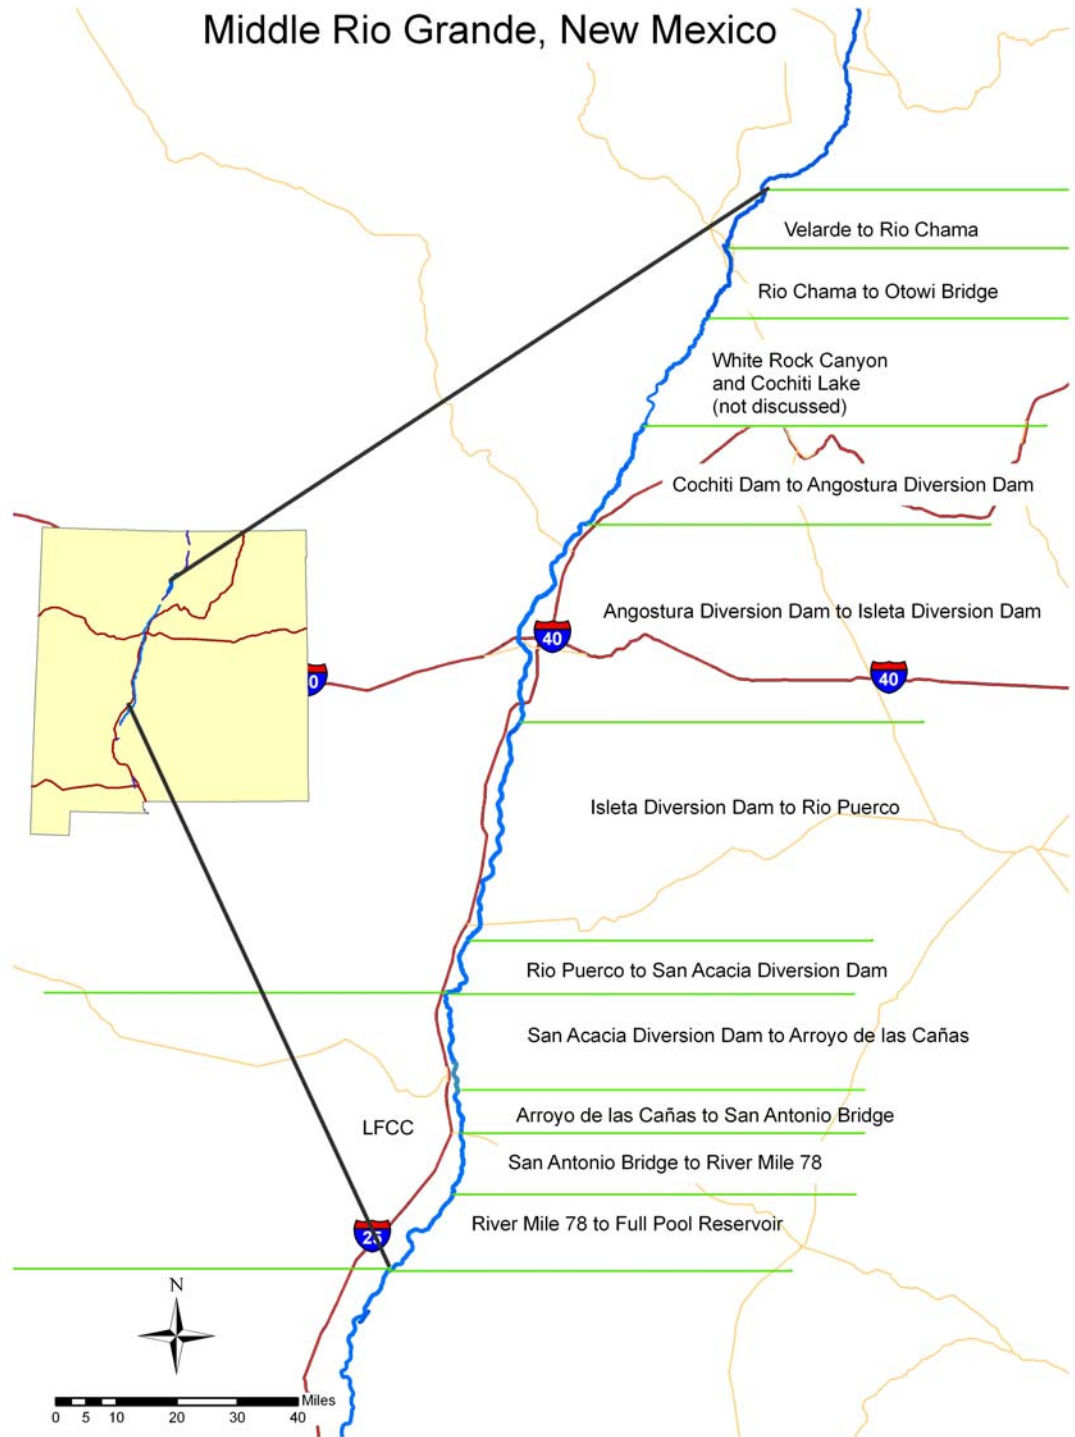 Middle Rio Grande, New Mexico
Velarde to Rio Chama
Rio Chama to Otowi Bridge
White Rock Canyon
and Cochiti Lake
(not discussed)
Cochiti Dam to Angostura Diversion Dam
Angostura Diversion Dam to Isleta Diversion Dam
40
0
40
Isleta Diversion Dam to Rio Puerco
Rio Puerco to San Acacia Diversion Dam
San Acacia Diversion Dam to Arroyo de las Cañas
Arroyo de las Cañas to San Antonio Bridge
LFCC
San Antonio Bridge to River Mile 78
River Mile 78 to Full Pool Reservoir
25
N
Miles
0 5 10 20 30 40